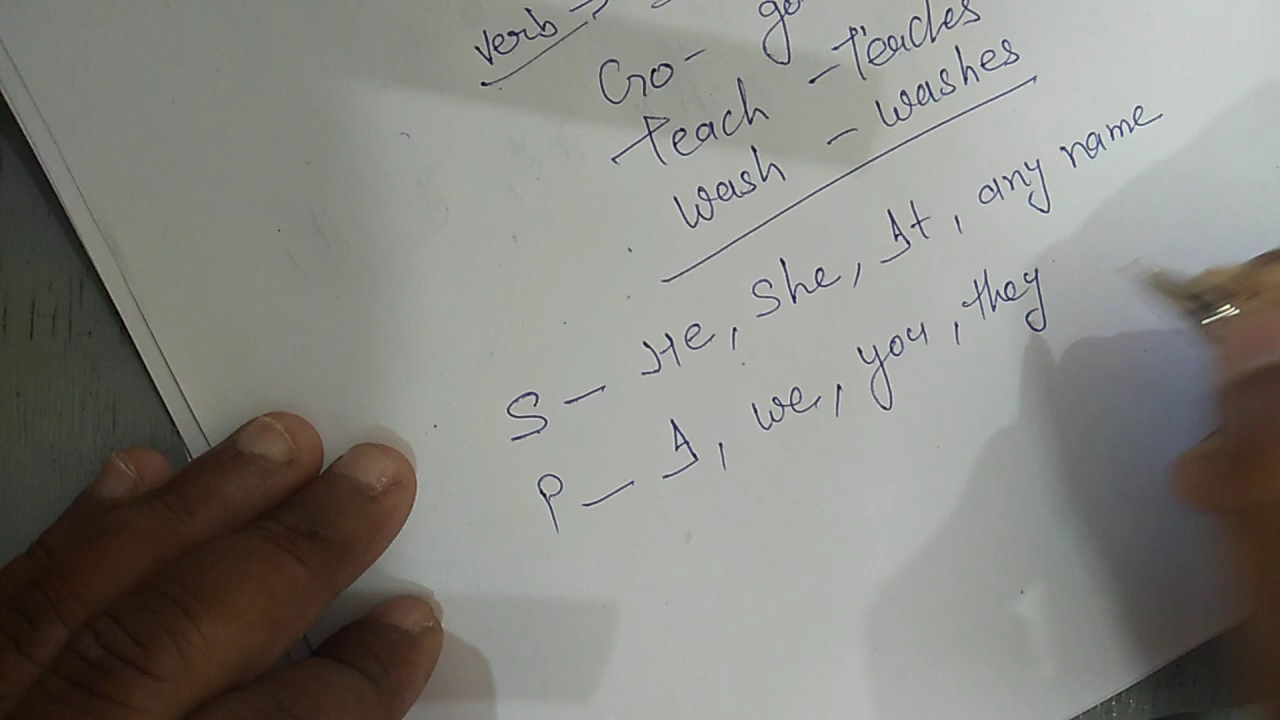 verb ⇒
Go - go
Teach - Teaches
wash - washes
S - He, She, It, any name
P - I, we, you, they